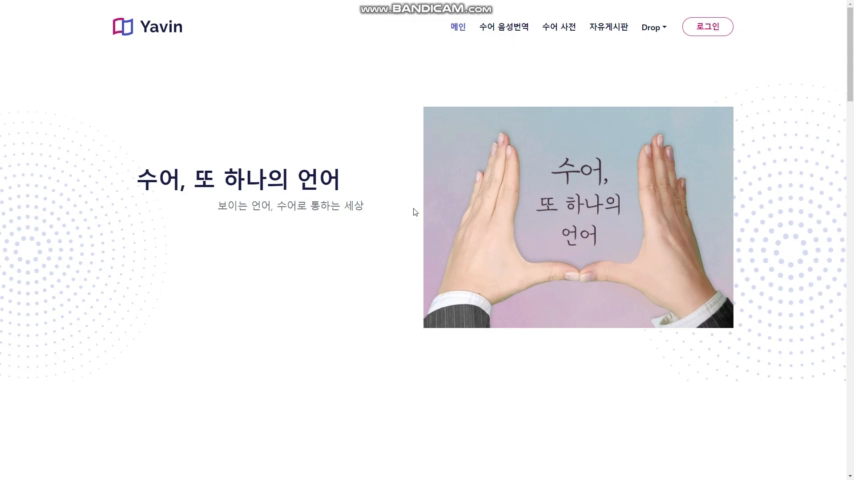 www.BANDICAM.com
Yavin
메인 수어 음성번역 수어 사전 자유게시판 Drop 로그인
수어, 또 하나의 언어
보이는 언어, 수어로 통하는 세상
수어,
또 하나의
언어